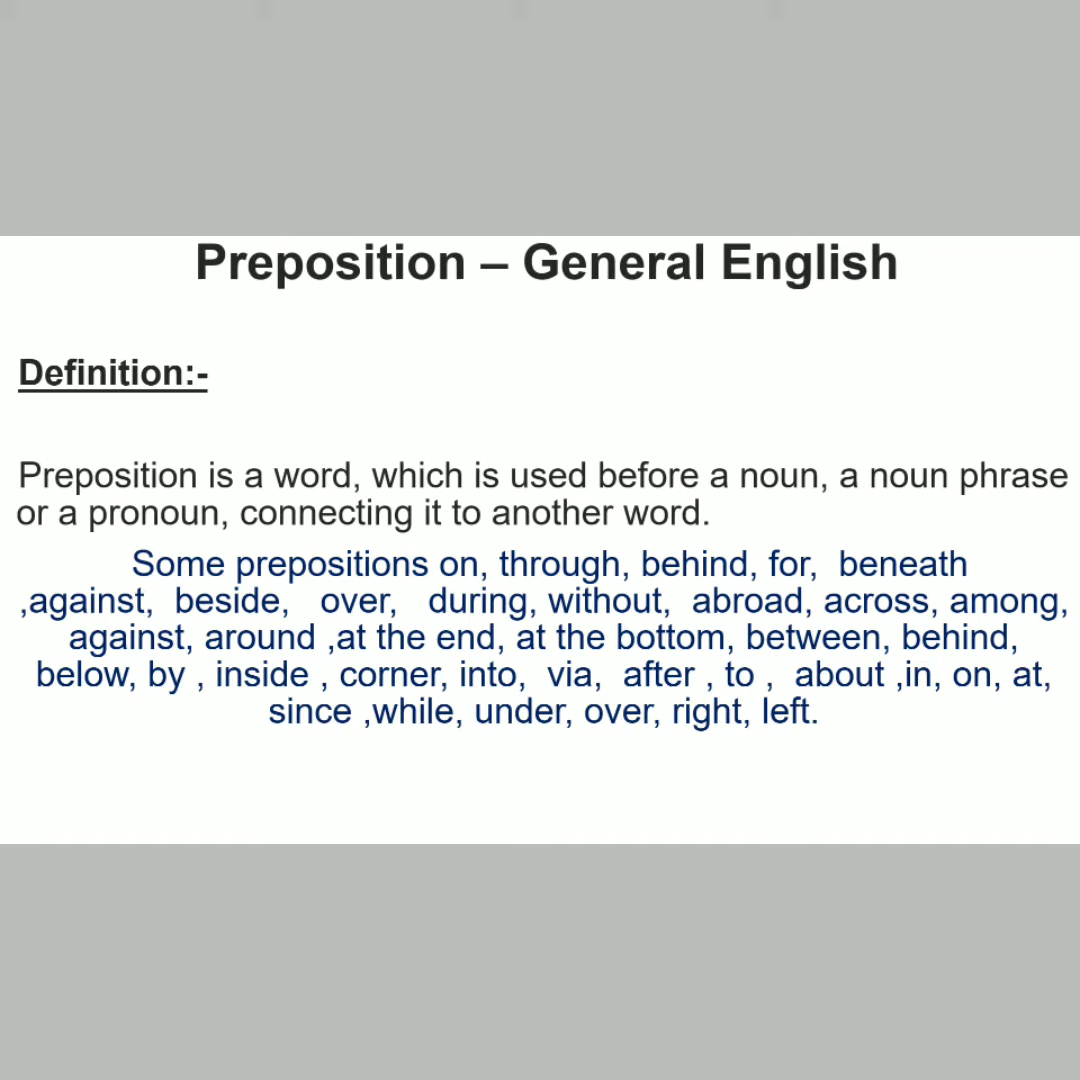 Preposition – General English
Definition:-
Preposition is a word, which is used before a noun, a noun phrase
or a pronoun, connecting it to another word.
Some prepositions on, through, behind, for,  beneath
,against,  beside,   over,   during, without,  abroad, across, among,
against, around ,at the end, at the bottom, between, behind,
below, by , inside , corner, into,  via,  after , to ,  about ,in, on, at,
since ,while, under, over, right, left.